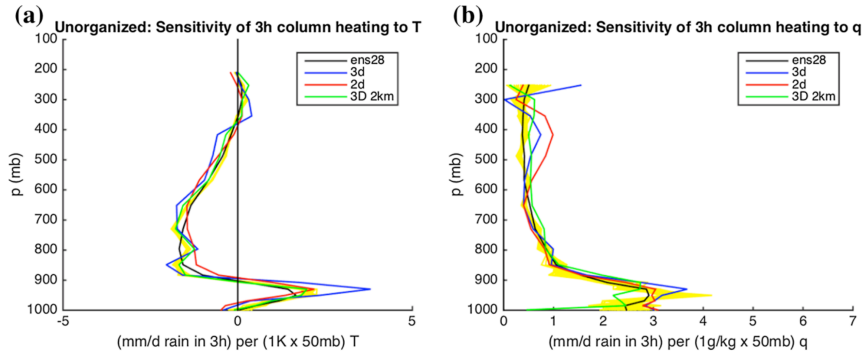 (a)
Unorganized: Sensitivity of 3h column heating to T
100
200
300
400
500
600
700
800
900
1000
p (mb)
ens28
3d
2d
3D 2km
-5
0
5
(mm/d rain in 3h) per (1K x 50mb) T
(b)
Unorganized: Sensitivity of 3h column heating to q
100
200
300
400
500
600
700
800
900
1000
p (mb)
ens28
3d
2d
3D 2km
0
1
2
3
4
5
6
7
(mm/d rain in 3h) per (1g/kg x 50mb) q